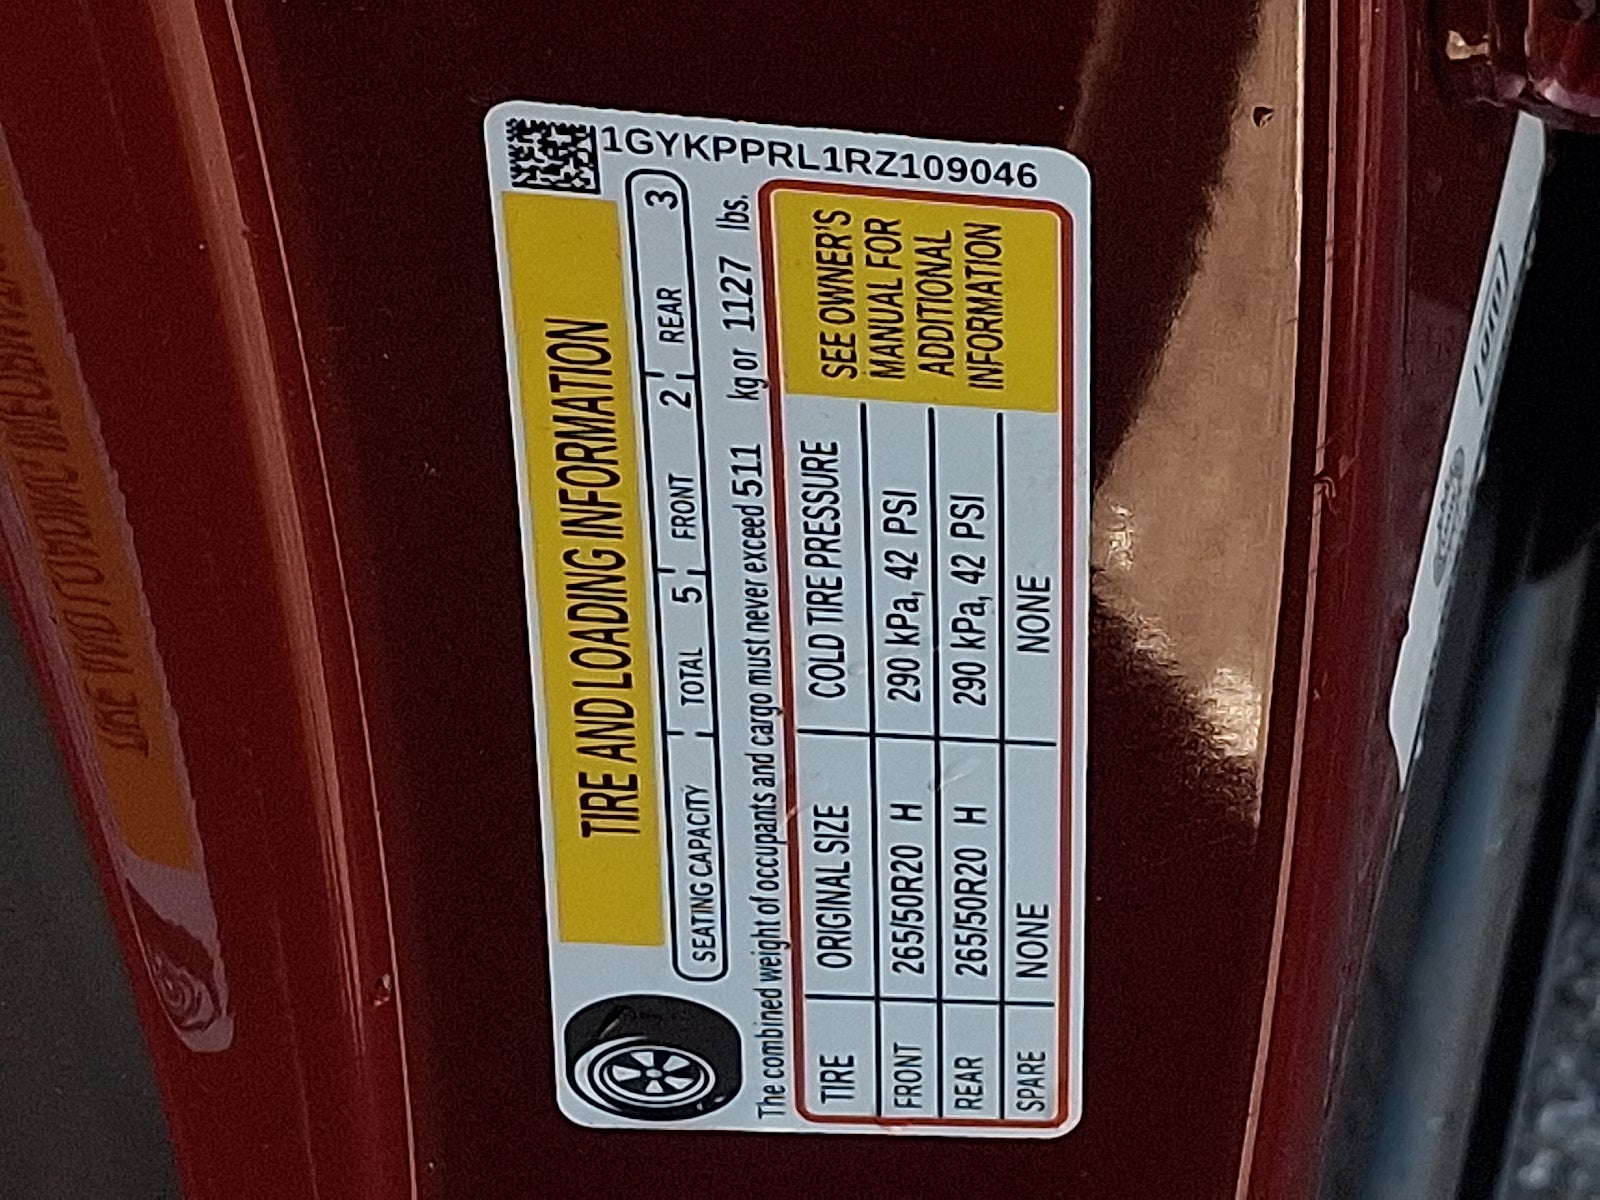 1GYKPPRL1RZ109046
TIRE AND LOADING INFORMATION
SEATING CAPACITY TOTAL 5 FRONT 2 REAR 3
The combined weight of occupants and cargo must never exceed 511 kg or 1127 lbs.
TIRE ORIGINAL SIZE COLD TIRE PRESSURE
FRONT 265/50R20 H 290 kPa, 42 PSI
REAR 265/50R20 H 290 kPa, 42 PSI
SPARE NONE NONE
SEE OWNER'S
MANUAL FOR
ADDITIONAL
INFORMATION